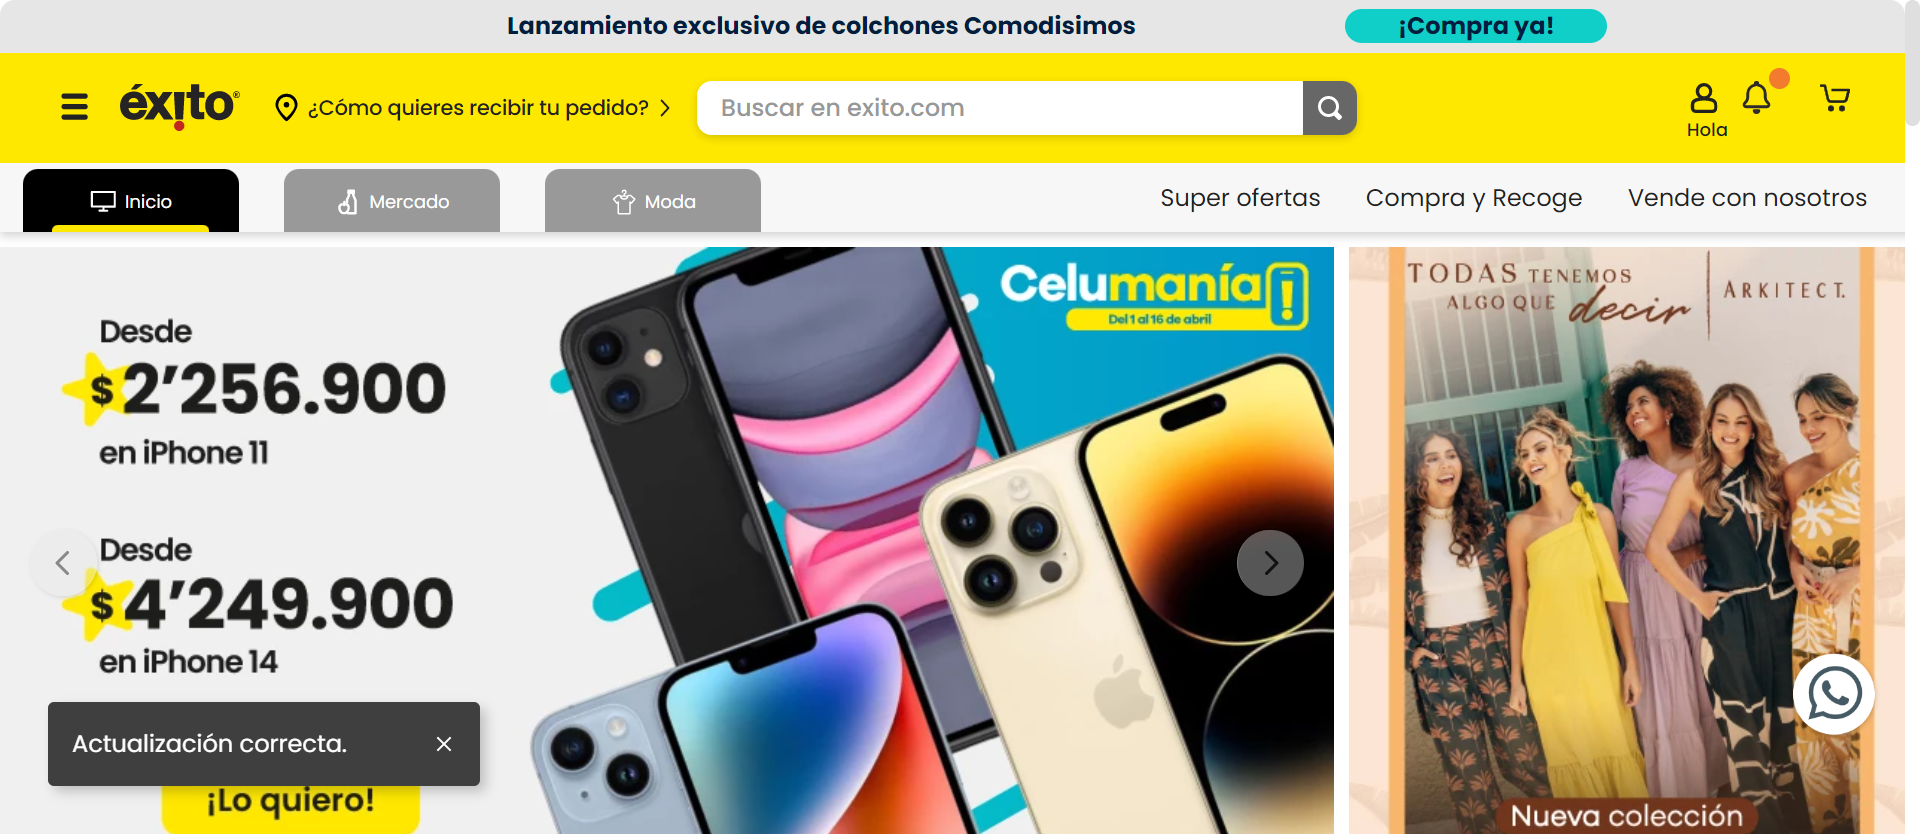 Lanzamiento exclusivo de colchones Comodisimos
¡Compra ya!
éxito®
¿Cómo quieres recibir tu pedido?
Buscar en exito.com
Hola
Inicio
Mercado
Moda
Super ofertas
Compra y Recoge
Vende con nosotros
Desde
$ 2'256.900
en iPhone 11
Desde
$ 4'249.900
en iPhone 14
¡Lo quiero!
Celumanía
Del 1 al 16 de abril
Actualización correcta.
TODAS TENEMOS
ALGO QUE decir
ARKITECT.
Nueva colección